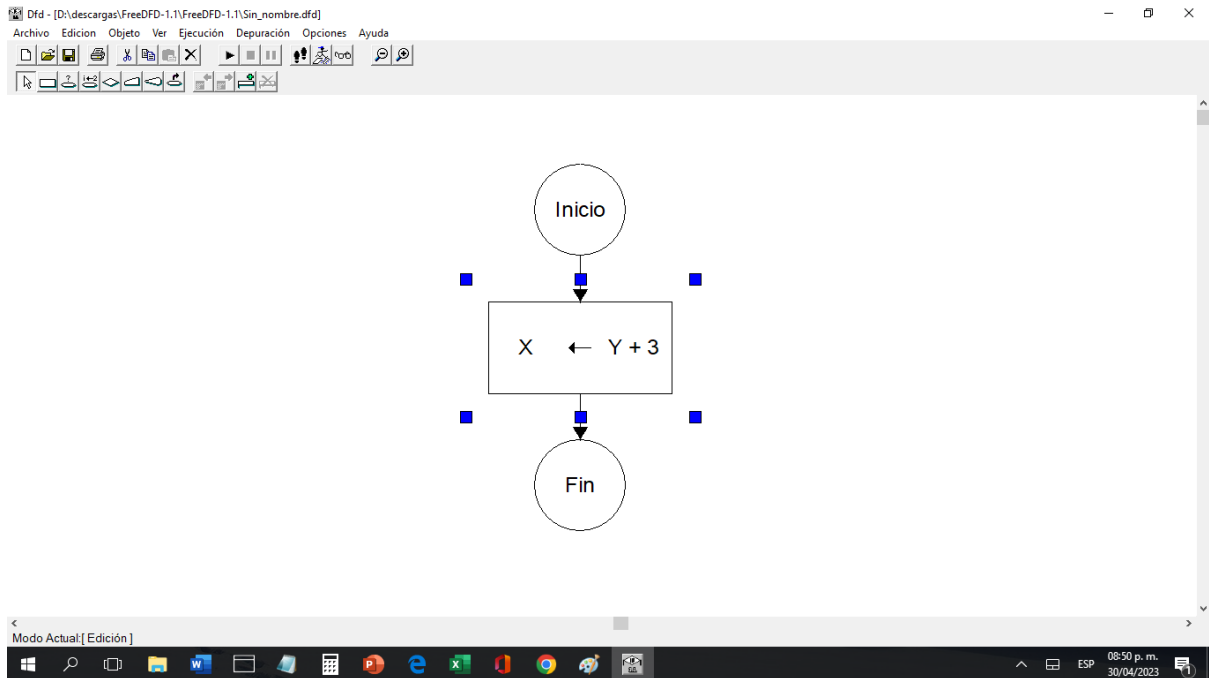 Dfd - [D:\descargas\FreeDFD-1.1\FreeDFD-1.1\Sin_nombre.dfd]
Archivo Edicion Objeto Ver Ejecución Depuración Opciones Ayuda
Inicio
X ← Y + 3
Fin
Modo Actual:[ Edición ]
ESP
08:50 p. m.
30/04/2023